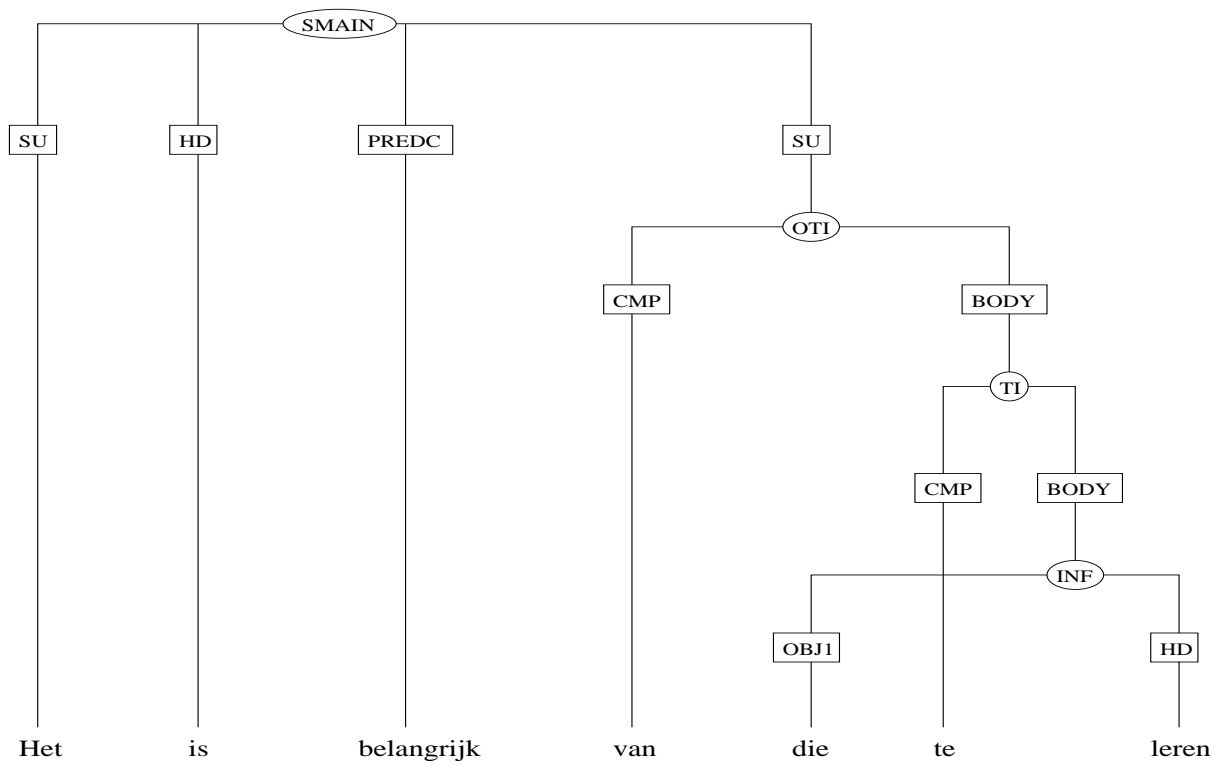 SMAIN
SU HD PREDC SU
OTI
CMP BODY
TI
CMP BODY
INF
OBJ1 HD
Het is belangrijk van die te leren